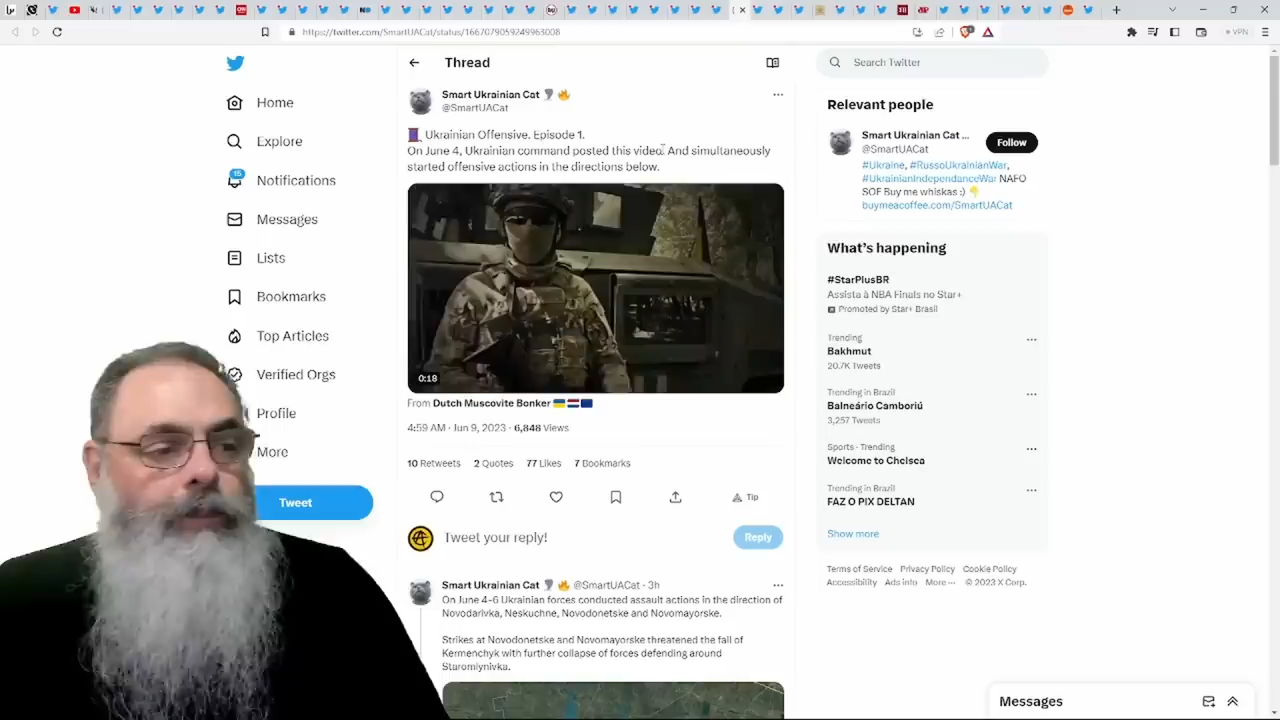 https://twitter.com/SmartUACat/status/1667079059249963008
VPN
Home
Explore
15
Notifications
Messages
Lists
Bookmarks
Top Articles
Verified Orgs
Profile
More
Tweet
Thread
Smart Ukrainian Cat
@SmartUACat
Ukrainian Offensive. Episode 1.
On June 4, Ukrainian command posted this video. And simultaneously
started offensive actions in the directions below.
0:18
From Dutch Muscovite Bonker
4:59 AM · Jun 9, 2023 · 6,848 Views
10 Retweets 2 Quotes 77 Likes 7 Bookmarks
Tip
Tweet your reply!
Reply
Smart Ukrainian Cat @SmartUACat · 3h
On June 4-6 Ukrainian forces conducted assault actions in the direction of
Novodarivka, Neskuchne, Novodonetske and Novomayorske.
Strikes at Novodonetske and Novomayorske threatened the fall of
Kermenchyk with further collapse of forces defending around
Staromlynivka.
Search Twitter
Relevant people
Smart Ukrainian Cat ...
@SmartUACat
Follow
#Ukraine, #RussoUkrainianWar,
#UkrainianIndependanceWar NAFO
SOF Buy me whiskas :)
buymeacoffee.com/SmartUACat
What's happening
#StarPlusBR
Assista à NBA Finals no Star+
Promoted by Star+ Brasil
Trending
Bakhmut
20.7K Tweets
Trending in Brazil
Balneário Camboriú
3,257 Tweets
Sports · Trending
Welcome to Chelsea
Trending in Brazil
FAZ O PIX DELTAN
Show more
Terms of Service Privacy Policy Cookie Policy
Accessibility Ads info More ··· © 2023 X Corp.
Messages